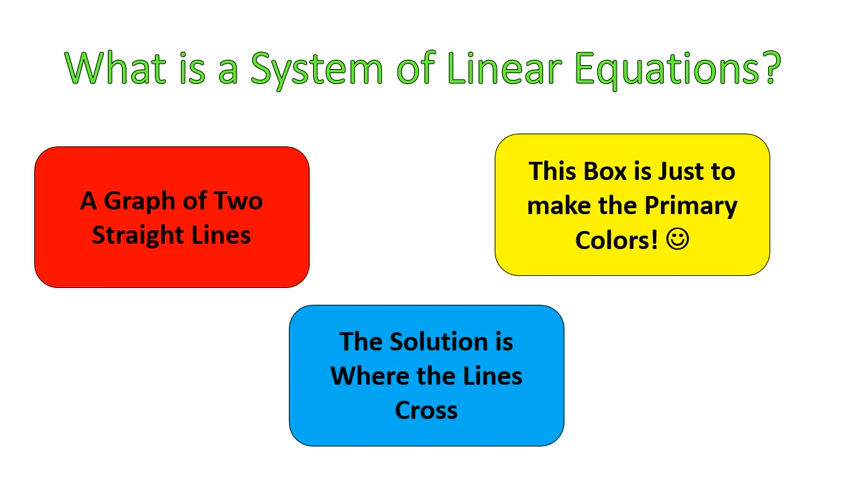 What is a System of Linear Equations?
A Graph of Two
Straight Lines
This Box is Just to
make the Primary
Colors! ☺
The Solution is
Where the Lines
Cross